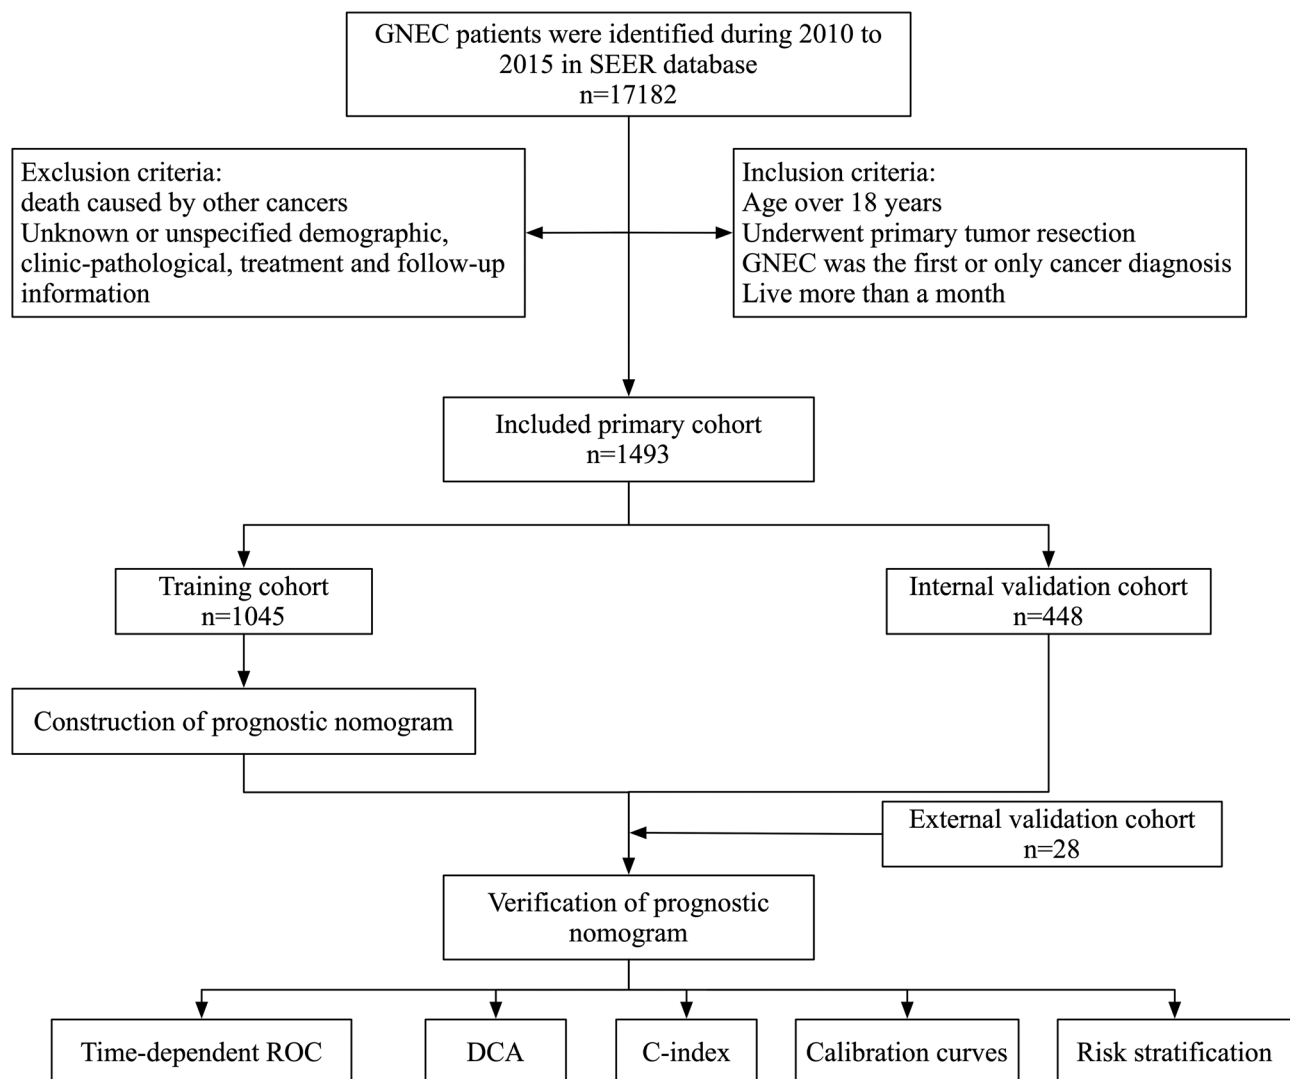 GNEC patients were identified during 2010 to
2015 in SEER database
n=17182
Exclusion criteria:
death caused by other cancers
Unknown or unspecified demographic,
clinic-pathological, treatment and follow-up
information
Inclusion criteria:
Age over 18 years
Underwent primary tumor resection
GNEC was the first or only cancer diagnosis
Live more than a month
Included primary cohort
n=1493
Training cohort
n=1045
Internal validation cohort
n=448
Construction of prognostic nomogram
External validation cohort
n=28
Verification of prognostic
nomogram
Time-dependent ROC
DCA
C-index
Calibration curves
Risk stratification